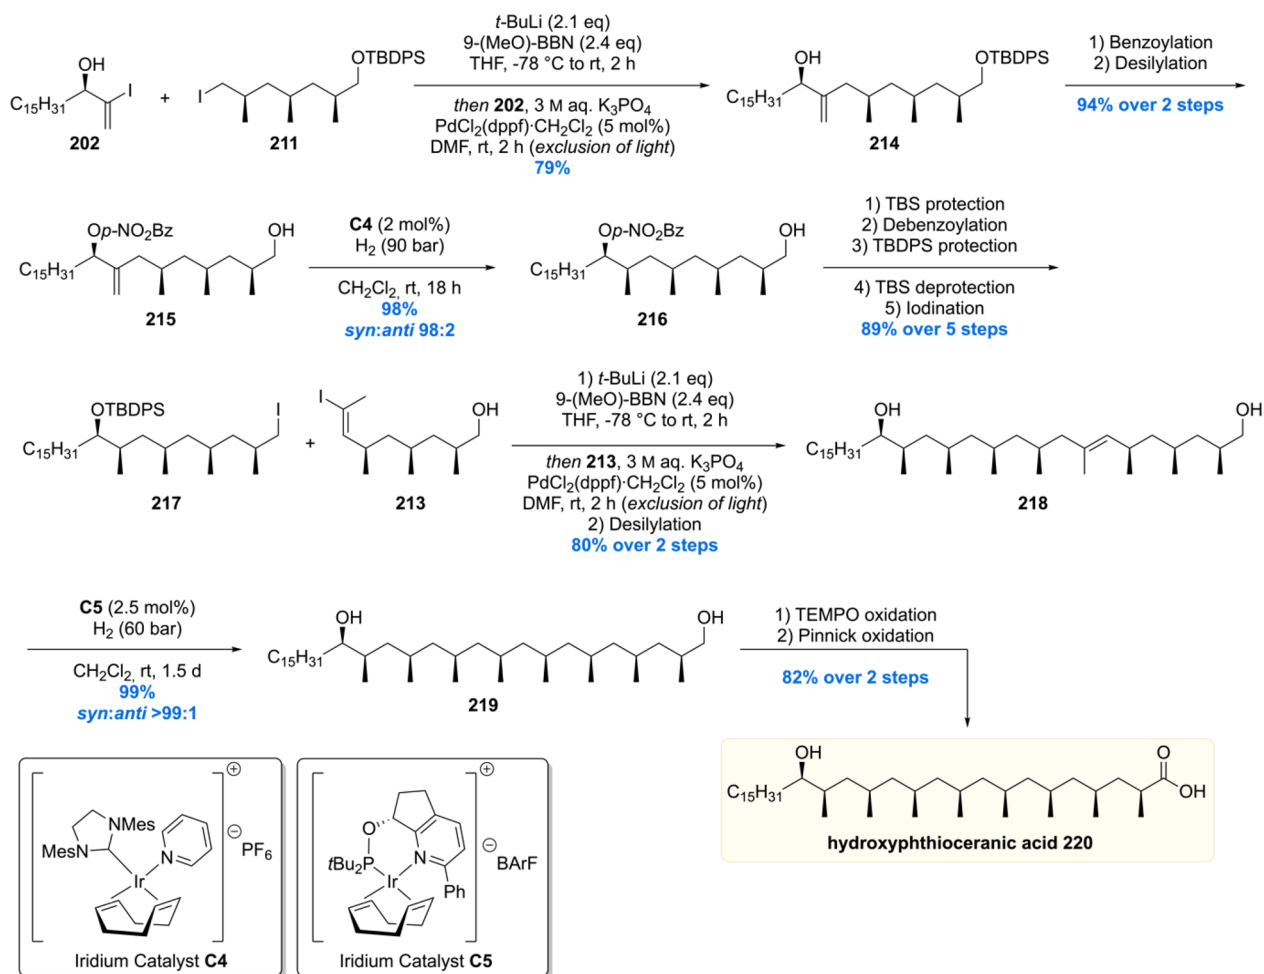 t-BuLi (2.1 eq)
9-(MeO)-BBN (2.4 eq)
THF, -78 °C to rt, 2 h
then 202, 3 M aq. K3PO4
PdCl2(dppf)·CH2Cl2 (5 mol%)
DMF, rt, 2 h (exclusion of light)
79%
OH
C15H31
I
202
+
I
OTBDPS
211
OH
C15H31
OTBDPS
214
1) Benzoylation
2) Desilylation
94% over 2 steps
Op-NO2Bz
C15H31
OH
215
C4 (2 mol%)
H2 (90 bar)
CH2Cl2, rt, 18 h
98%
syn:anti 98:2
Op-NO2Bz
C15H31
OH
216
1) TBS protection
2) Debenzoylation
3) TBDPS protection
4) TBS deprotection
5) Iodination
89% over 5 steps
OTBDPS
C15H31
I
217
+
I
OH
213
1) t-BuLi (2.1 eq)
9-(MeO)-BBN (2.4 eq)
THF, -78 °C to rt, 2 h
then 213, 3 M aq. K3PO4
PdCl2(dppf)·CH2Cl2 (5 mol%)
DMF, rt, 2 h (exclusion of light)
2) Desilylation
80% over 2 steps
OH
C15H31
OH
218
C5 (2.5 mol%)
H2 (60 bar)
CH2Cl2, rt, 1.5 d
99%
syn:anti >99:1
OH
C15H31
OH
219
1) TEMPO oxidation
2) Pinnick oxidation
82% over 2 steps
OH
C15H31
O
OH
hydroxyphthioceranic acid 220
NMes
MesN
N
Ir
+
−
PF6
Iridium Catalyst C4
O
tBu2P
N
Ir
Ph
+
−
BArF
Iridium Catalyst C5